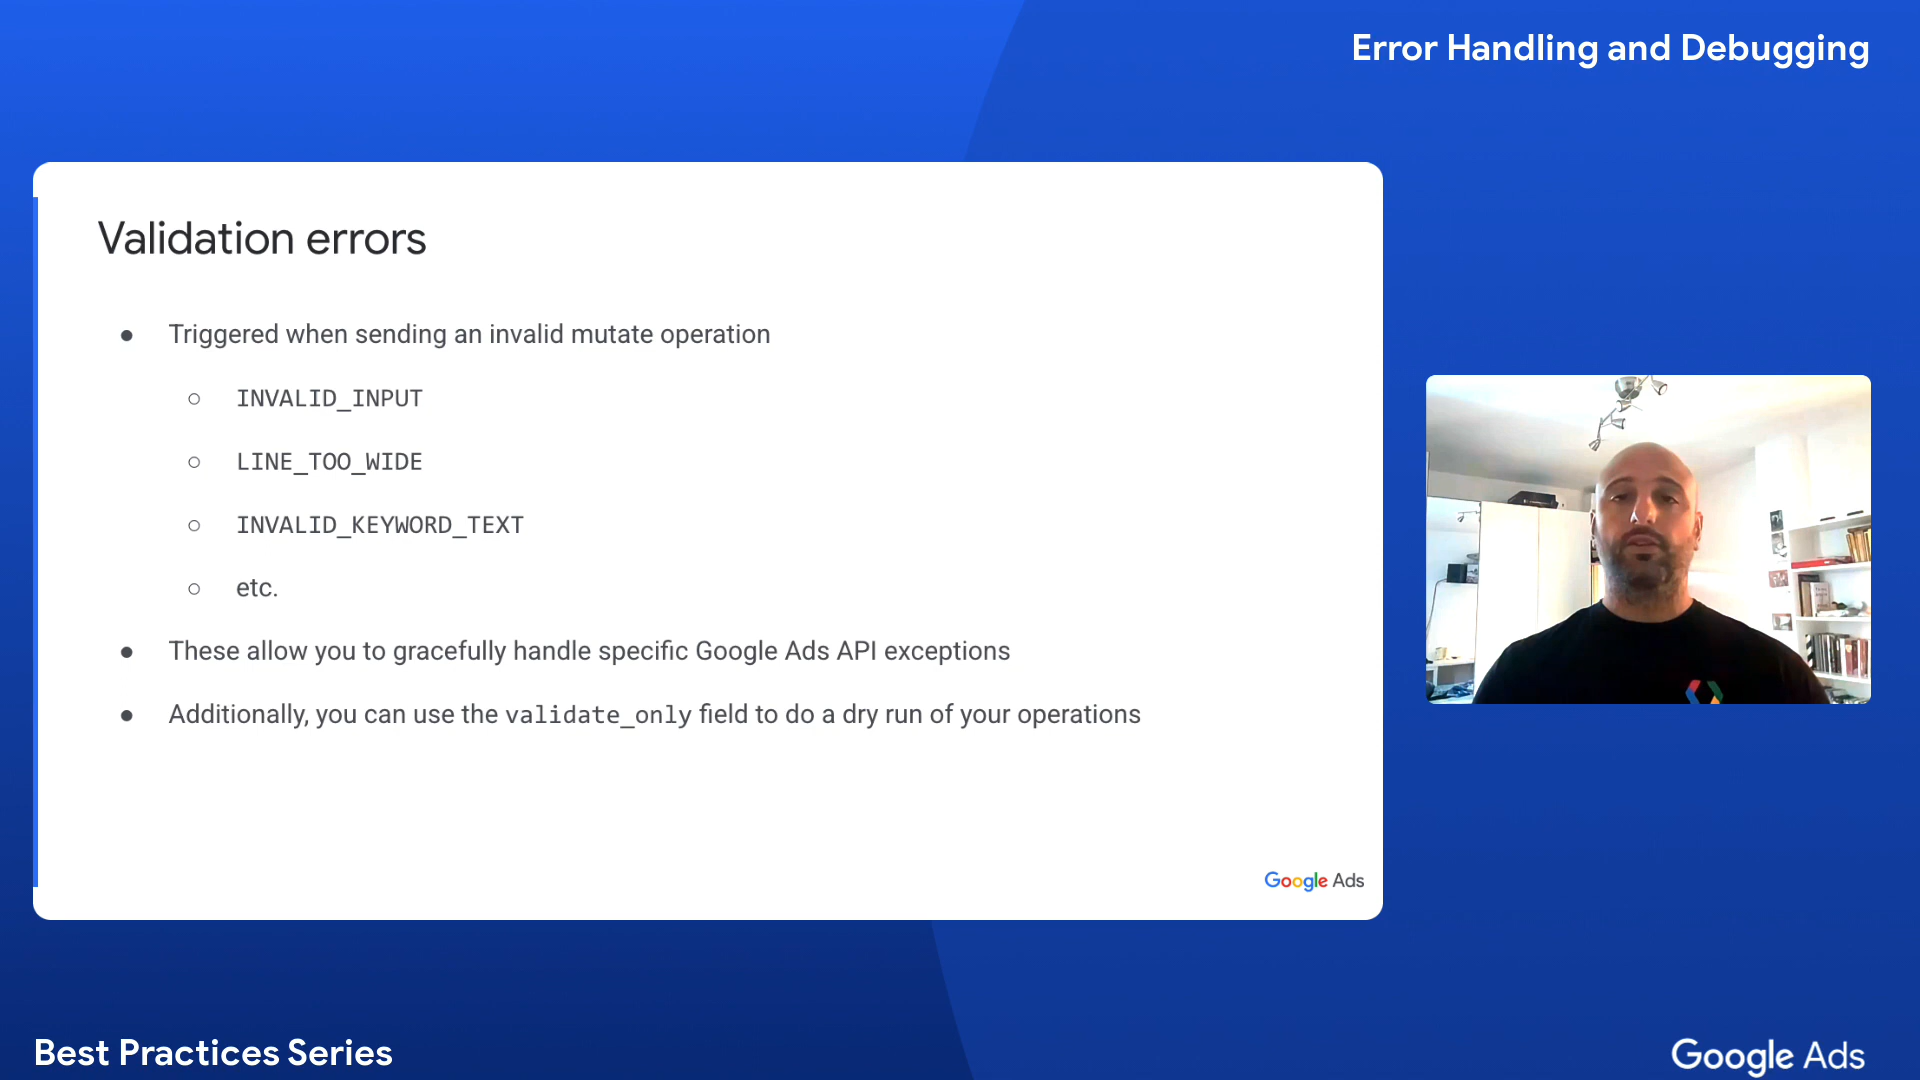 Error Handling and Debugging
Validation errors
● Triggered when sending an invalid mutate operation
○ INVALID_INPUT
○ LINE_TOO_WIDE
○ INVALID_KEYWORD_TEXT
○ etc.
● These allow you to gracefully handle specific Google Ads API exceptions
● Additionally, you can use the validate_only field to do a dry run of your operations
Google Ads
Best Practices Series
Google Ads